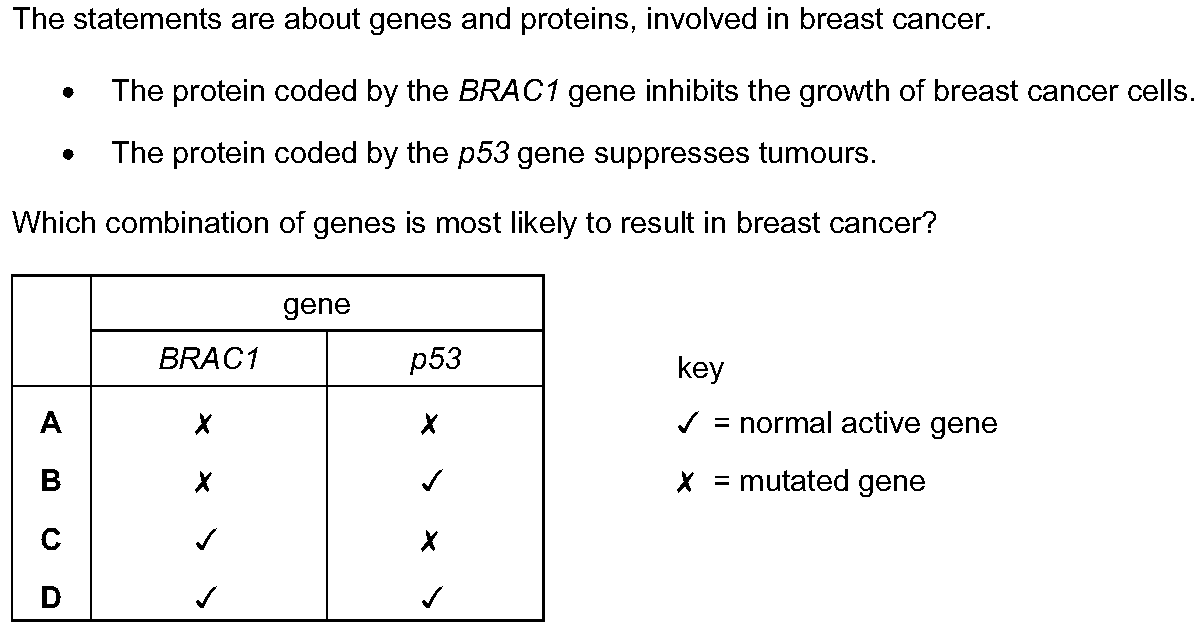 The statements are about genes and proteins, involved in breast cancer.
• The protein coded by the BRAC1 gene inhibits the growth of breast cancer cells.
• The protein coded by the p53 gene suppresses tumours.
Which combination of genes is most likely to result in breast cancer?
gene
BRAC1 p53
key
A ✗ ✗
✓ = normal active gene
B ✗ ✓
✗ = mutated gene
C ✓ ✗
D ✓ ✓